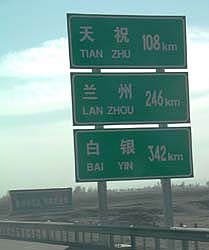 天祝 108km
TIAN ZHU
兰州 246km
LAN ZHOU
白银 342km
BAI YIN